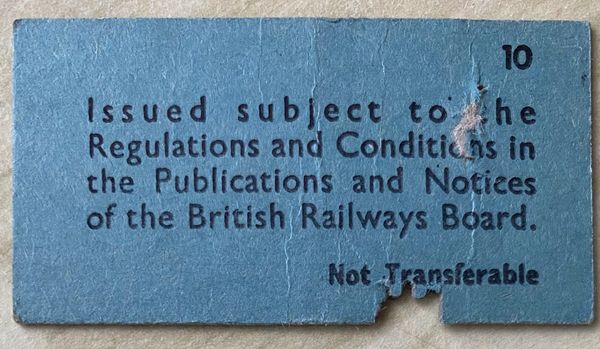 10
Issued subject to the
Regulations and Conditions in
the Publications and Notices
of the British Railways Board.
Not Transferable